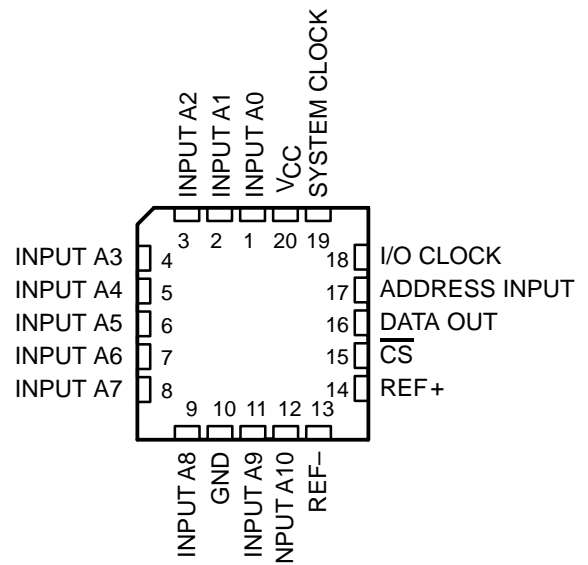 INPUT A2
INPUT A1
INPUT A0
VCC
SYSTEM CLOCK
3
2
1
20
19
INPUT A3
4
18
I/O CLOCK
INPUT A4
5
17
ADDRESS INPUT
INPUT A5
6
16
DATA OUT
INPUT A6
7
15
CS
INPUT A7
8
14
REF+
9
10
11
12
13
INPUT A8
GND
INPUT A9
NPUT A10
REF–